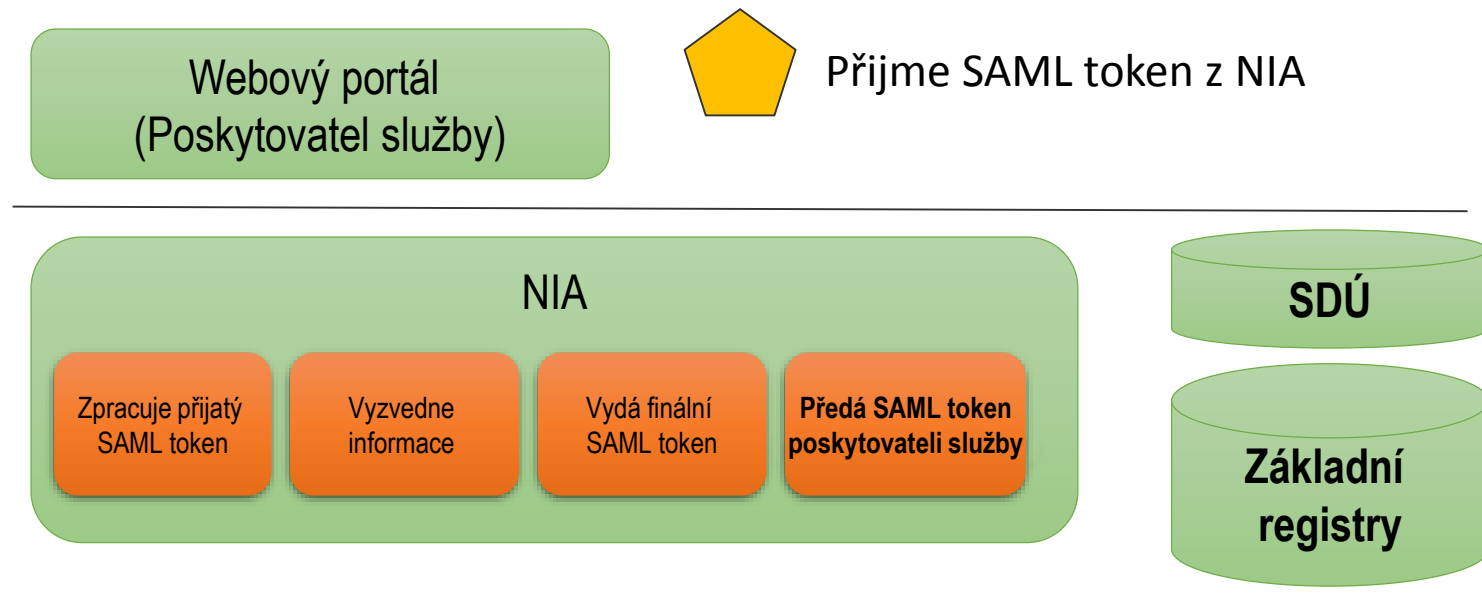 Webový portál
(Poskytovatel služby)
Přijme SAML token z NIA
NIA
Zpracuje přijatý
SAML token
Vyzvedne
informace
Vydá finální
SAML token
Předá SAML token
poskytovateli služby
SDÚ
Základní
registry